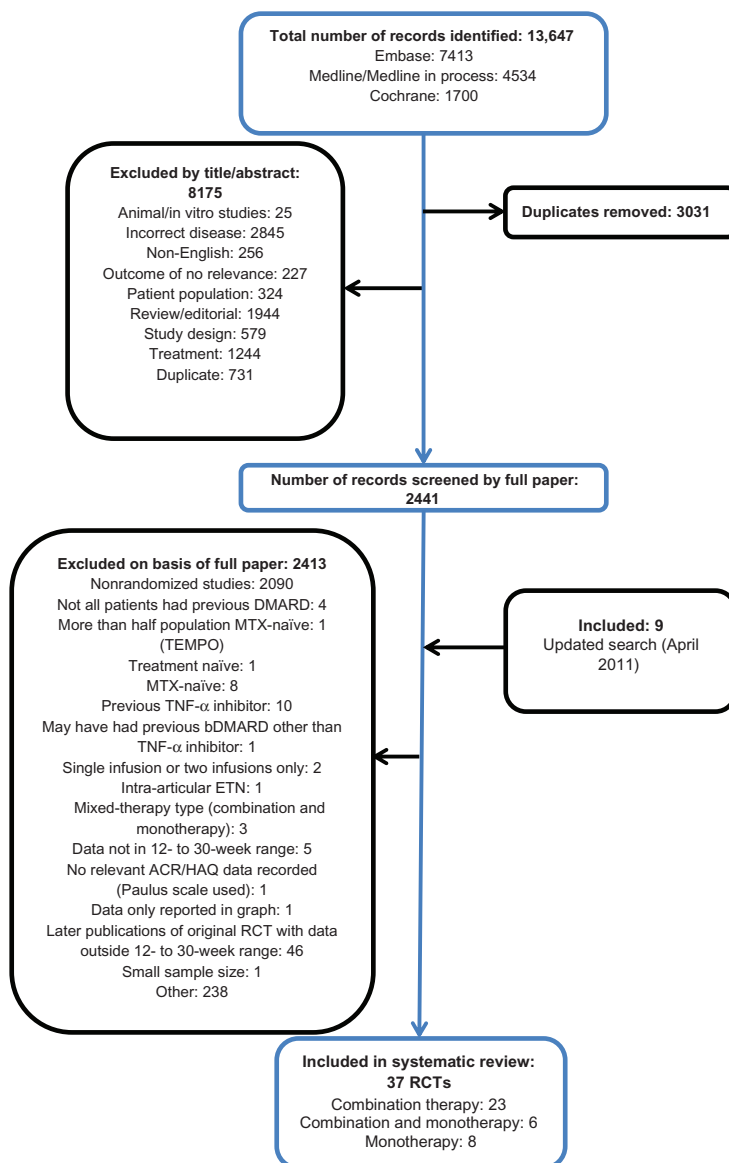 Total number of records identified: 13,647
Embase: 7413
Medline/Medline in process: 4534
Cochrane: 1700
Excluded by title/abstract:
8175
Animal/in vitro studies: 25
Incorrect disease: 2845
Non-English: 256
Outcome of no relevance: 227
Patient population: 324
Review/editorial: 1944
Study design: 579
Treatment: 1244
Duplicate: 731
Duplicates removed: 3031
Number of records screened by full paper:
2441
Excluded on basis of full paper: 2413
Nonrandomized studies: 2090
Not all patients had previous DMARD: 4
More than half population MTX-naïve: 1
(TEMPO)
Treatment naïve: 1
MTX-naïve: 8
Previous TNF-α inhibitor: 10
May have had previous bDMARD other than
TNF-α inhibitor: 1
Single infusion or two infusions only: 2
Intra-articular ETN: 1
Mixed-therapy type (combination and
monotherapy): 3
Data not in 12- to 30-week range: 5
No relevant ACR/HAQ data recorded
(Paulus scale used): 1
Data only reported in graph: 1
Later publications of original RCT with data
outside 12- to 30-week range: 46
Small sample size: 1
Other: 238
Included: 9
Updated search (April
2011)
Included in systematic review:
37 RCTs
Combination therapy: 23
Combination and monotherapy: 6
Monotherapy: 8